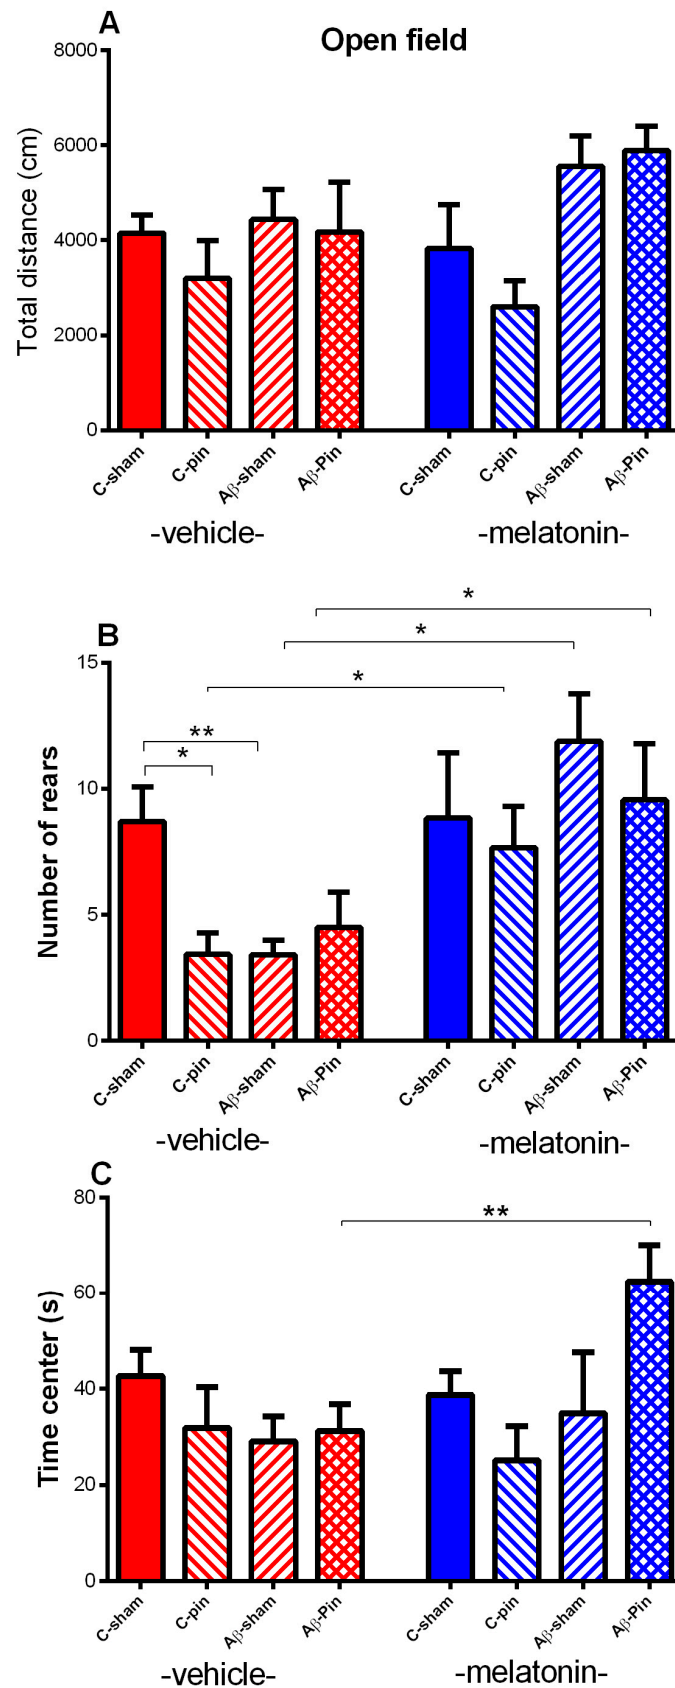 A
Open field
Total distance (cm)
8000
6000
4000
2000
0
C-sham
C-pin
Aβ-sham
Aβ-Pin
C-sham
C-pin
Aβ-sham
Aβ-Pin
-vehicle-
-melatonin-
B
Number of rears
15
10
5
0
*
*
*
**
*
C-sham
C-pin
Aβ-sham
Aβ-Pin
C-sham
C-pin
Aβ-sham
Aβ-Pin
-vehicle-
-melatonin-
C
Time center (s)
80
60
40
20
0
**
C-sham
C-pin
Aβ-sham
Aβ-Pin
C-sham
C-pin
Aβ-sham
Aβ-Pin
-vehicle-
-melatonin-